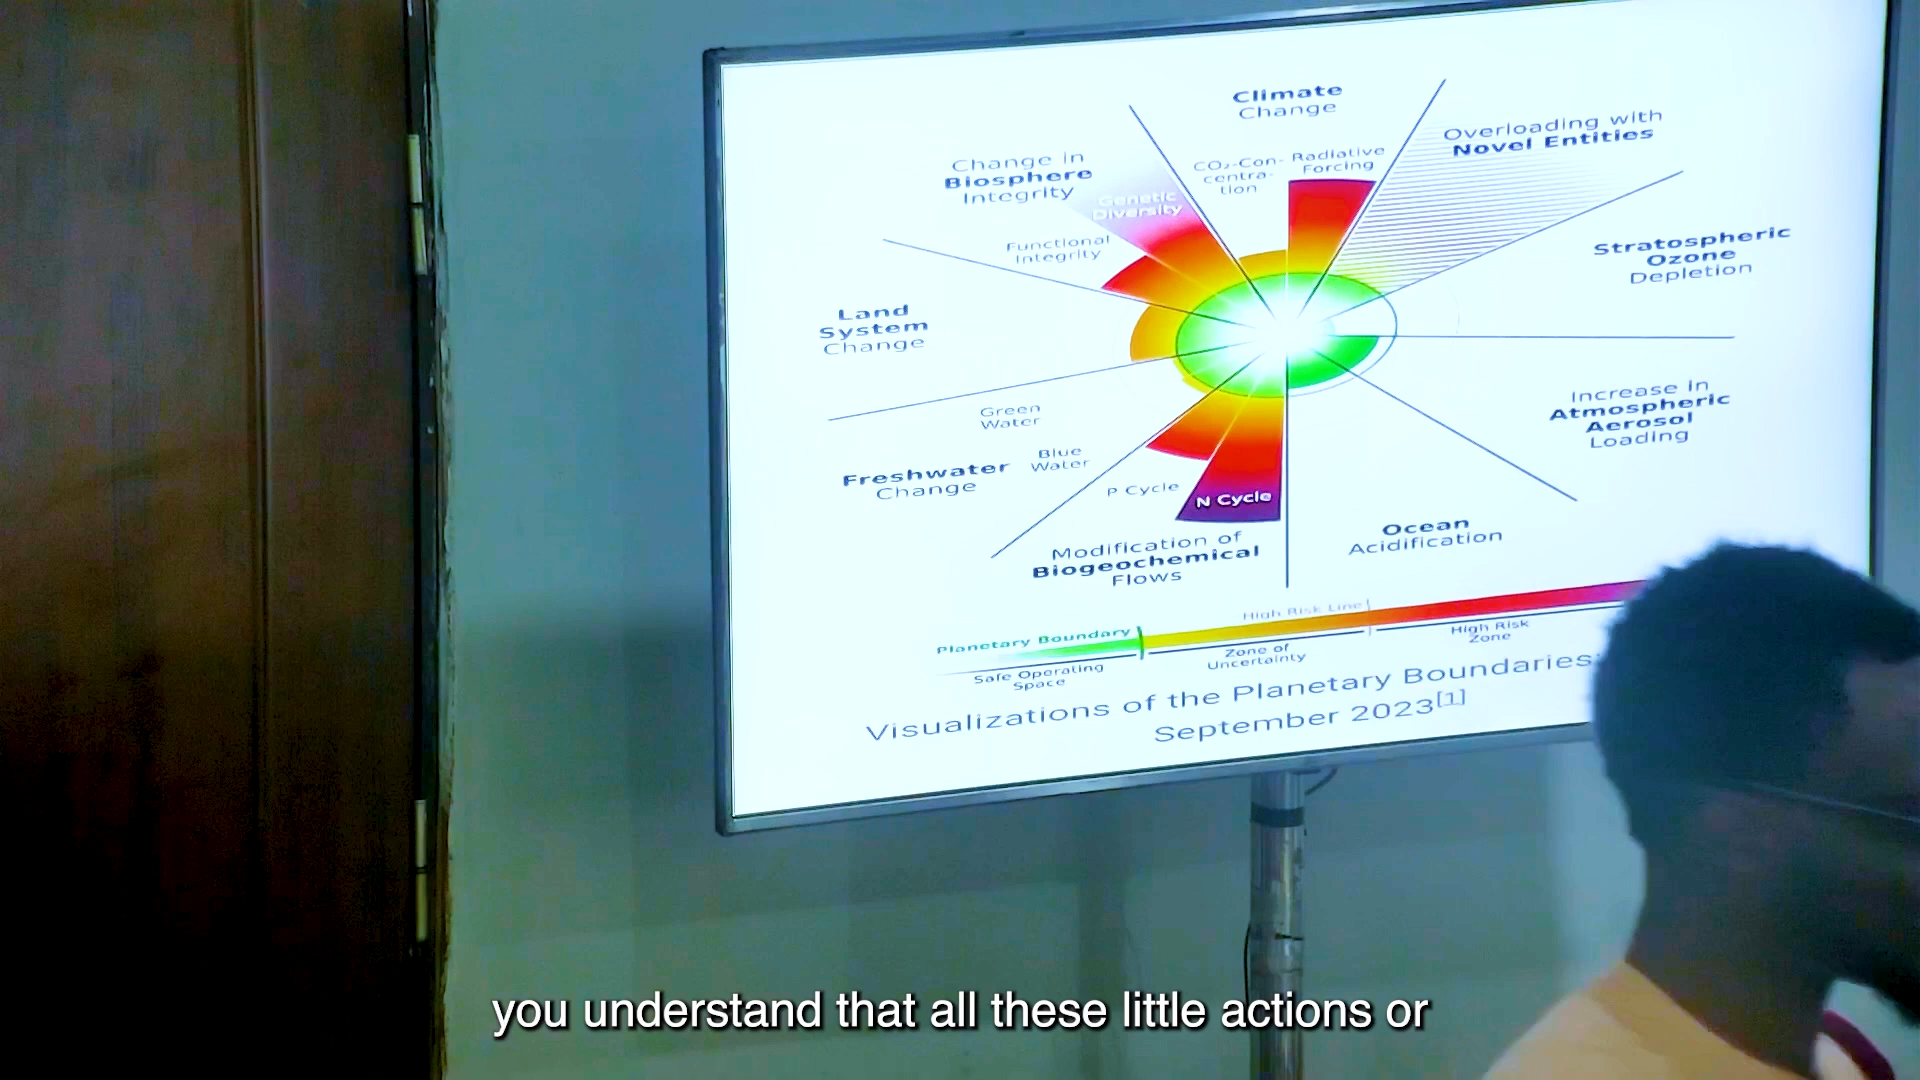 Climate
Change
Overloading with
Novel Entities
Change in
Biosphere
Integrity
CO₂-Con-
centra-
tion
Radiative
Forcing
Genetic
Diversity
Functional
Integrity
Stratospheric
Ozone
Depletion
Land
System
Change
Increase in
Atmospheric
Aerosol
Loading
Green
Water
Blue
Water
Freshwater
Change
P Cycle
N Cycle
Ocean
Acidification
Modification of
Biogeochemical
Flows
High Risk Line
Planetary Boundary
Safe Operating
Space
Zone of
Uncertainty
High Risk
Zone
Visualizations of the Planetary Boundaries:
September 2023[1]
you understand that all these little actions or